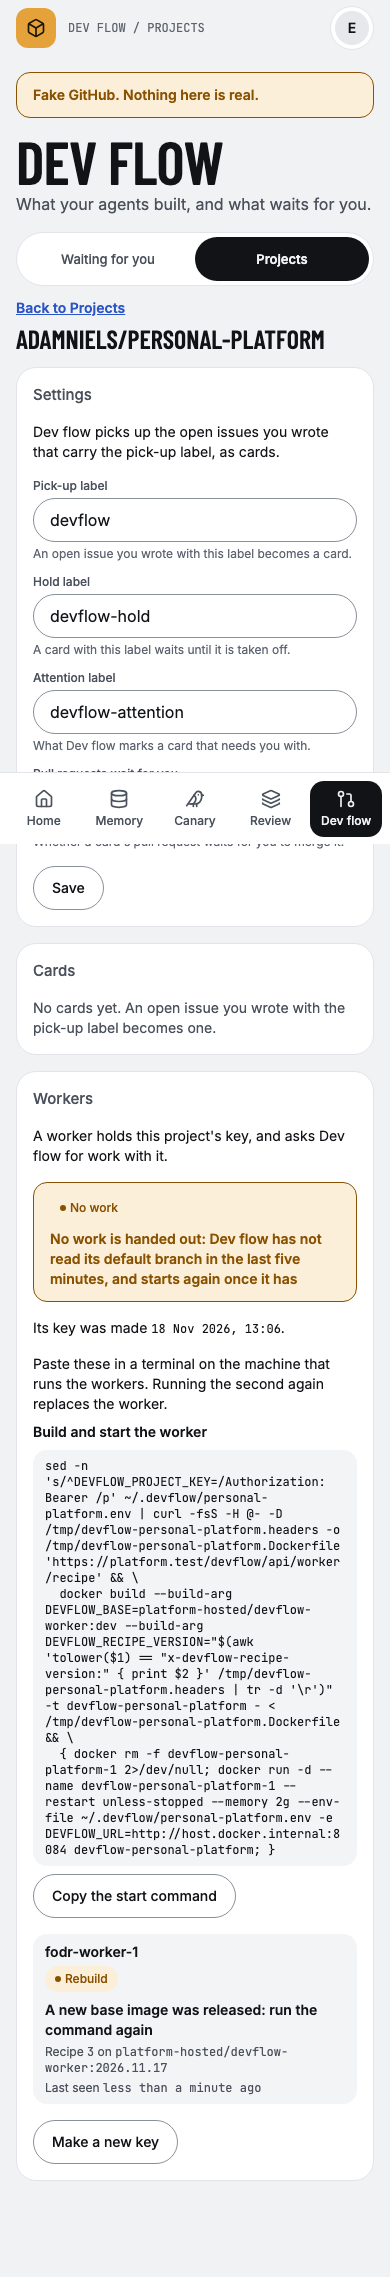 DEV FLOW / PROJECTS
E
Fake GitHub. Nothing here is real.
DEV FLOW
What your agents built, and what waits for you.
Waiting for you
Projects
Back to Projects
ADAMNIELS/PERSONAL-PLATFORM
Settings
Dev flow picks up the open issues you wrote
that carry the pick-up label, as cards.
Pick-up label
devflow
An open issue you wrote with this label becomes a card.
Hold label
devflow-hold
A card with this label waits until it is taken off.
Attention label
devflow-attention
What Dev flow marks a card that needs you with.
Home
Memory
Canary
Review
Dev flow
Save
Cards
No cards yet. An open issue you wrote with the
pick-up label becomes one.
Workers
A worker holds this project's key, and asks Dev
flow for work with it.
No work
No work is handed out: Dev flow has not
read its default branch in the last five
minutes, and starts again once it has
Its key was made 18 Nov 2026, 13:06.
Paste these in a terminal on the machine that
runs the workers. Running the second again
replaces the worker.
Build and start the worker
sed -n
's/^DEVFLOW_PROJECT_KEY=/Authorization:
Bearer /p' ~/.devflow/personal-
platform.env | curl -fsS -H @- -D
/tmp/devflow-personal-platform.headers -o
/tmp/devflow-personal-platform.Dockerfile
'https://platform.test/devflow/api/worker
/recipe' && \
  docker build --build-arg
DEVFLOW_BASE=platform-hosted/devflow-
worker:dev --build-arg
DEVFLOW_RECIPE_VERSION="$(awk
'tolower($1) == "x-devflow-recipe-
version:" { print $2 }' /tmp/devflow-
personal-platform.headers | tr -d '\r')"
-t devflow-personal-platform - <
/tmp/devflow-personal-platform.Dockerfile
&& \
  { docker rm -f devflow-personal-
platform-1 2>/dev/null; docker run -d --
name devflow-personal-platform-1 --
restart unless-stopped --memory 2g --env-
file ~/.devflow/personal-platform.env -e
DEVFLOW_URL=http://host.docker.internal:8
084 devflow-personal-platform; }
Copy the start command
fodr-worker-1
Rebuild
A new base image was released: run the
command again
Recipe 3 on platform-hosted/devflow-
worker:2026.11.17
Last seen less than a minute ago
Make a new key